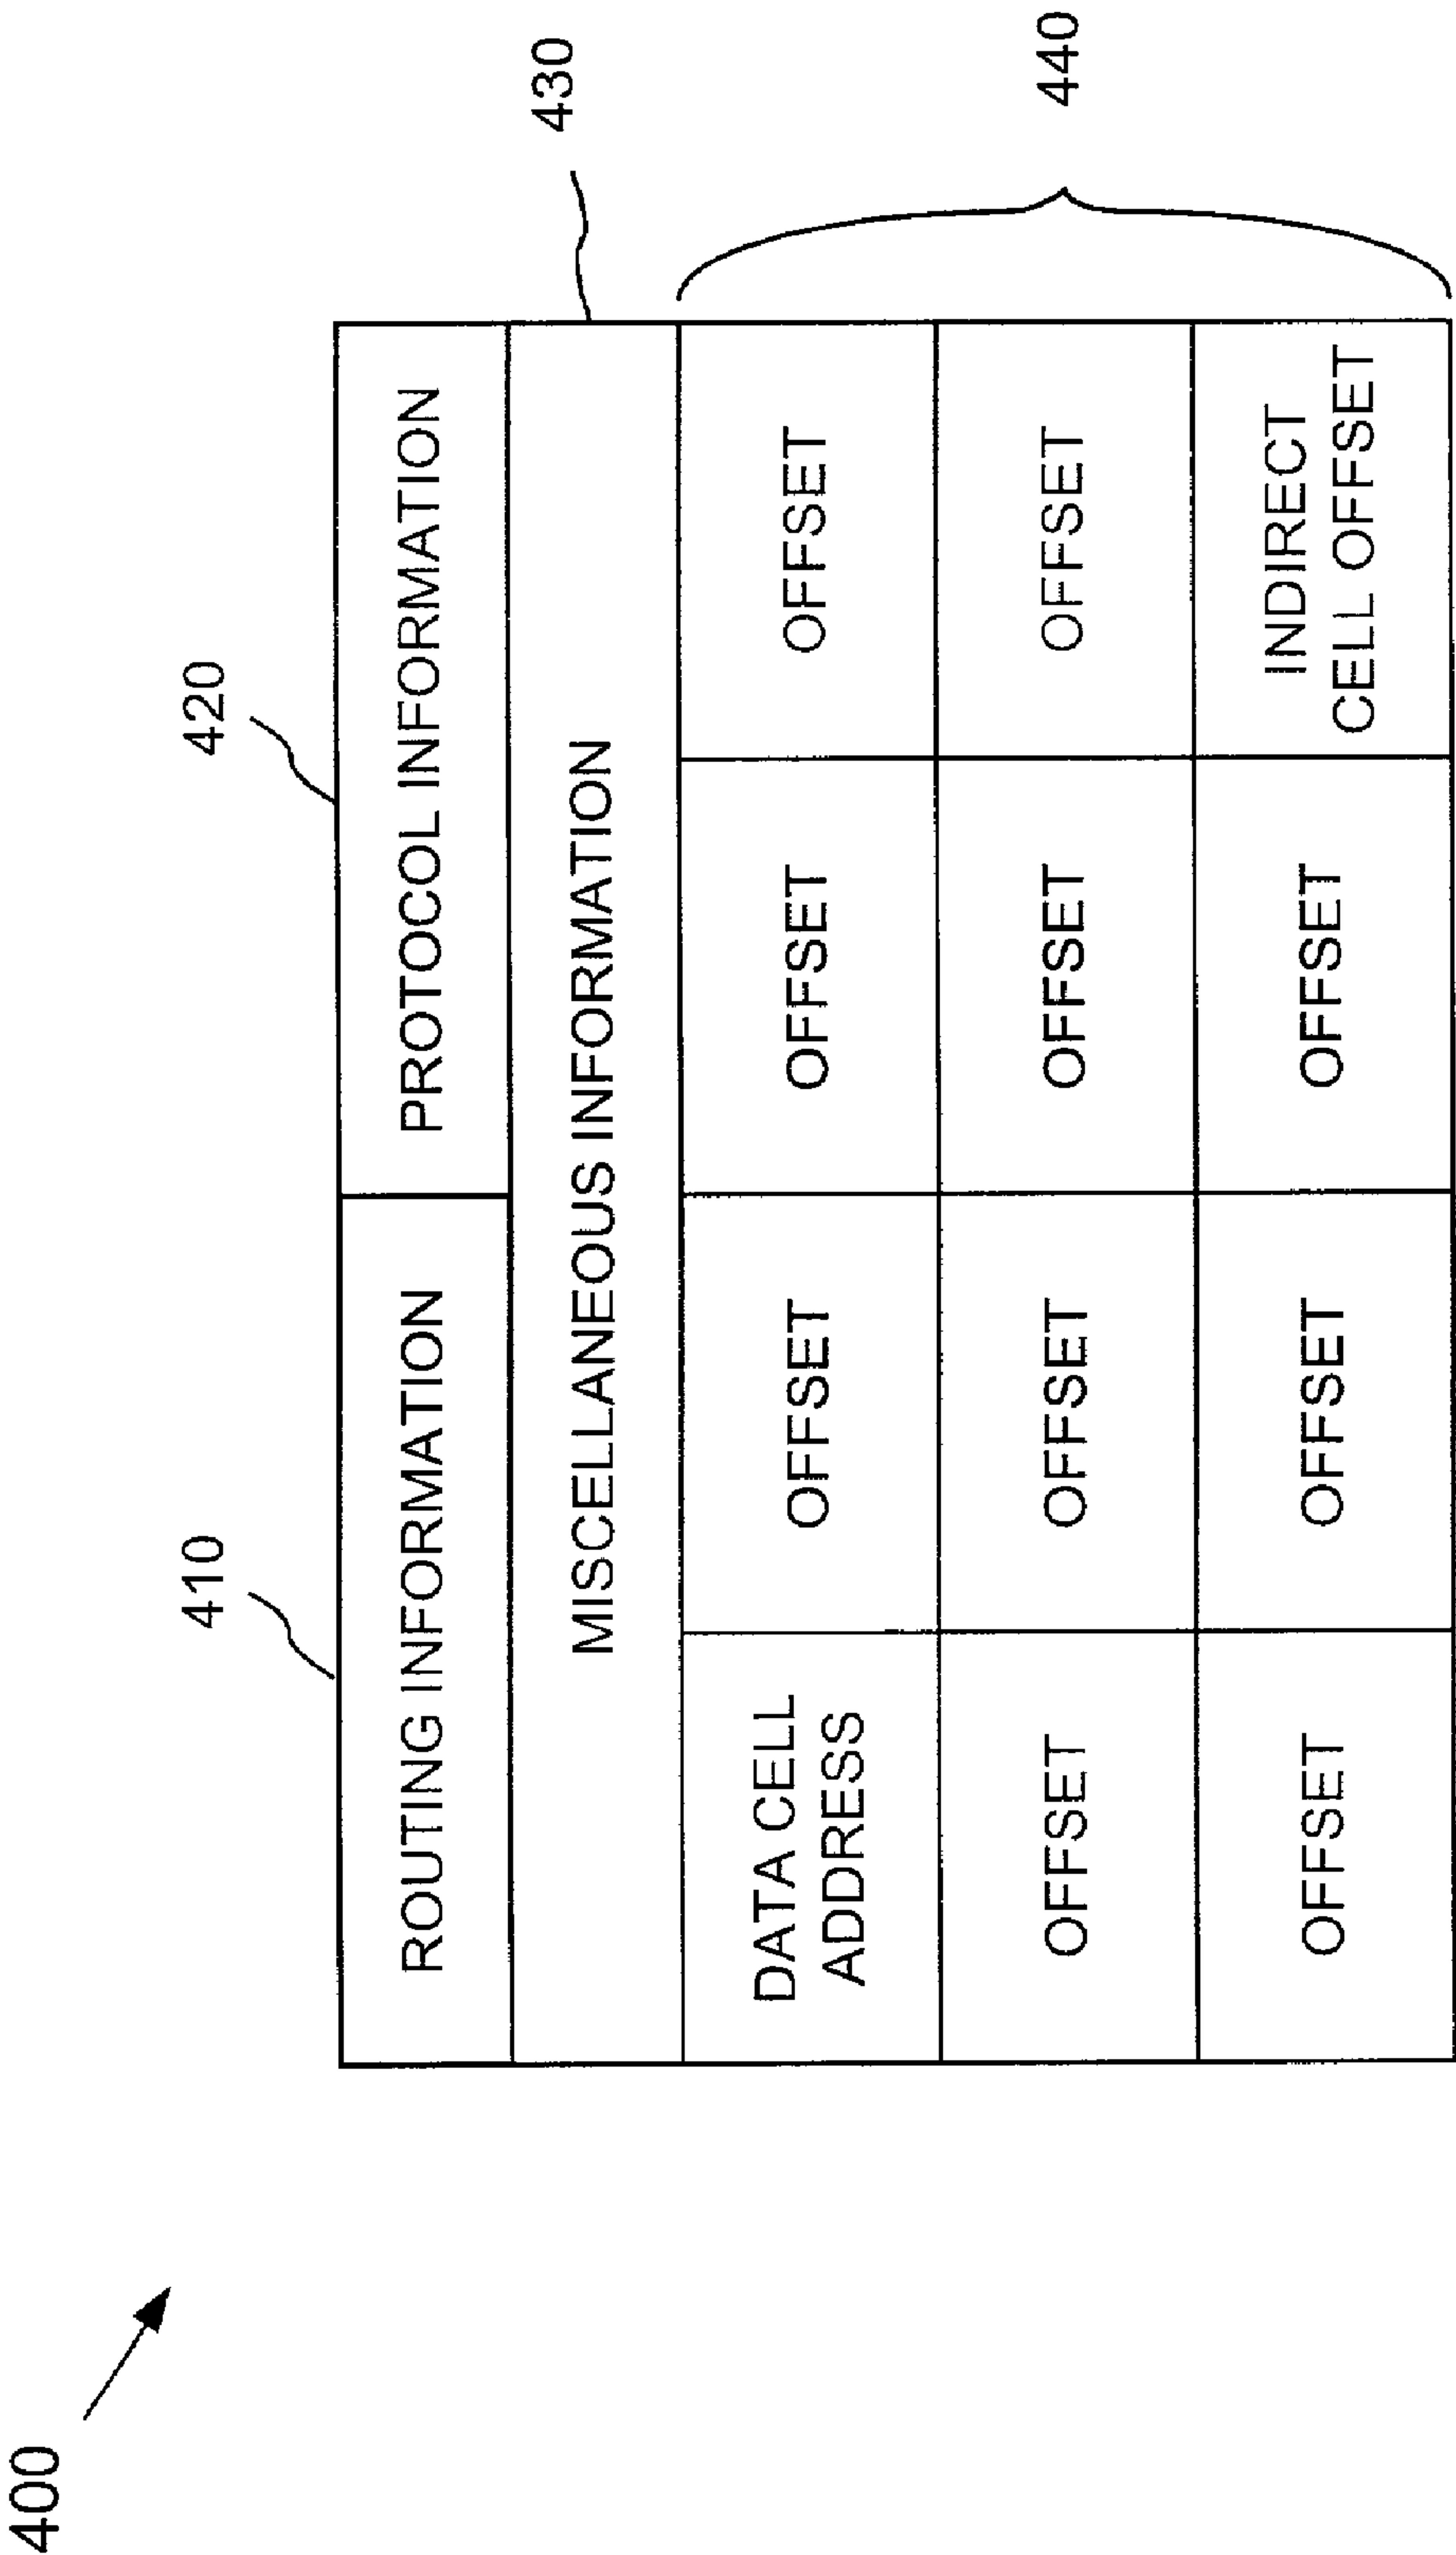 400
410
420
ROUTING INFORMATION
PROTOCOL INFORMATION
430
MISCELLANEOUS INFORMATION
DATA CELL
ADDRESS
OFFSET
OFFSET
OFFSET
OFFSET
OFFSET
OFFSET
OFFSET
440
OFFSET
OFFSET
OFFSET
INDIRECT
CELL OFFSET